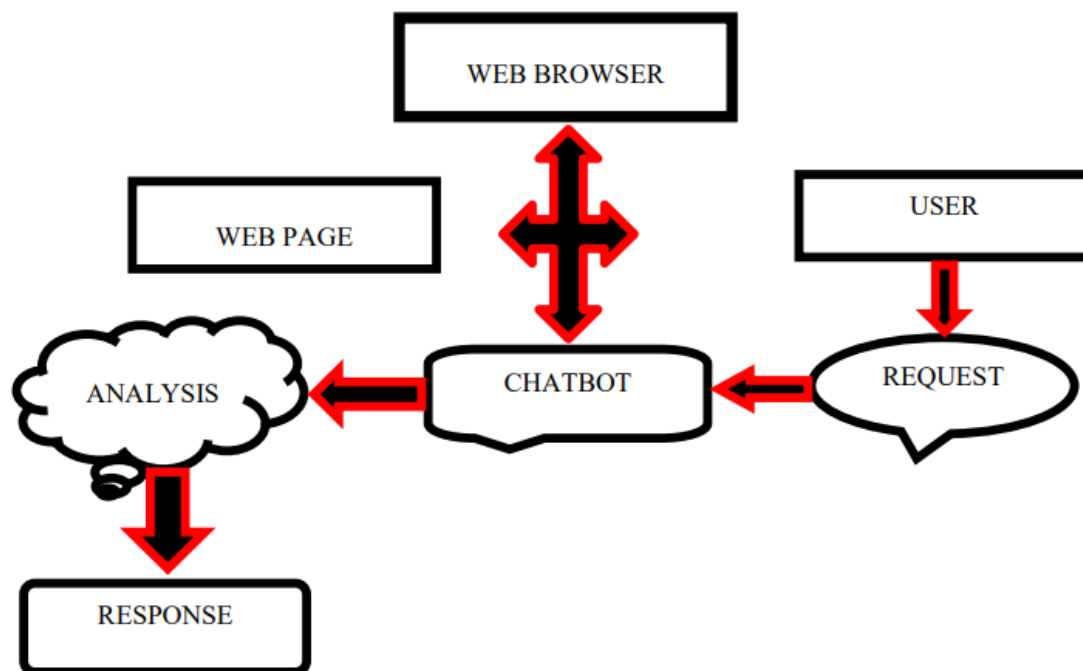 WEB BROWSER
WEB PAGE
USER
ANALYSIS
CHATBOT
REQUEST
RESPONSE